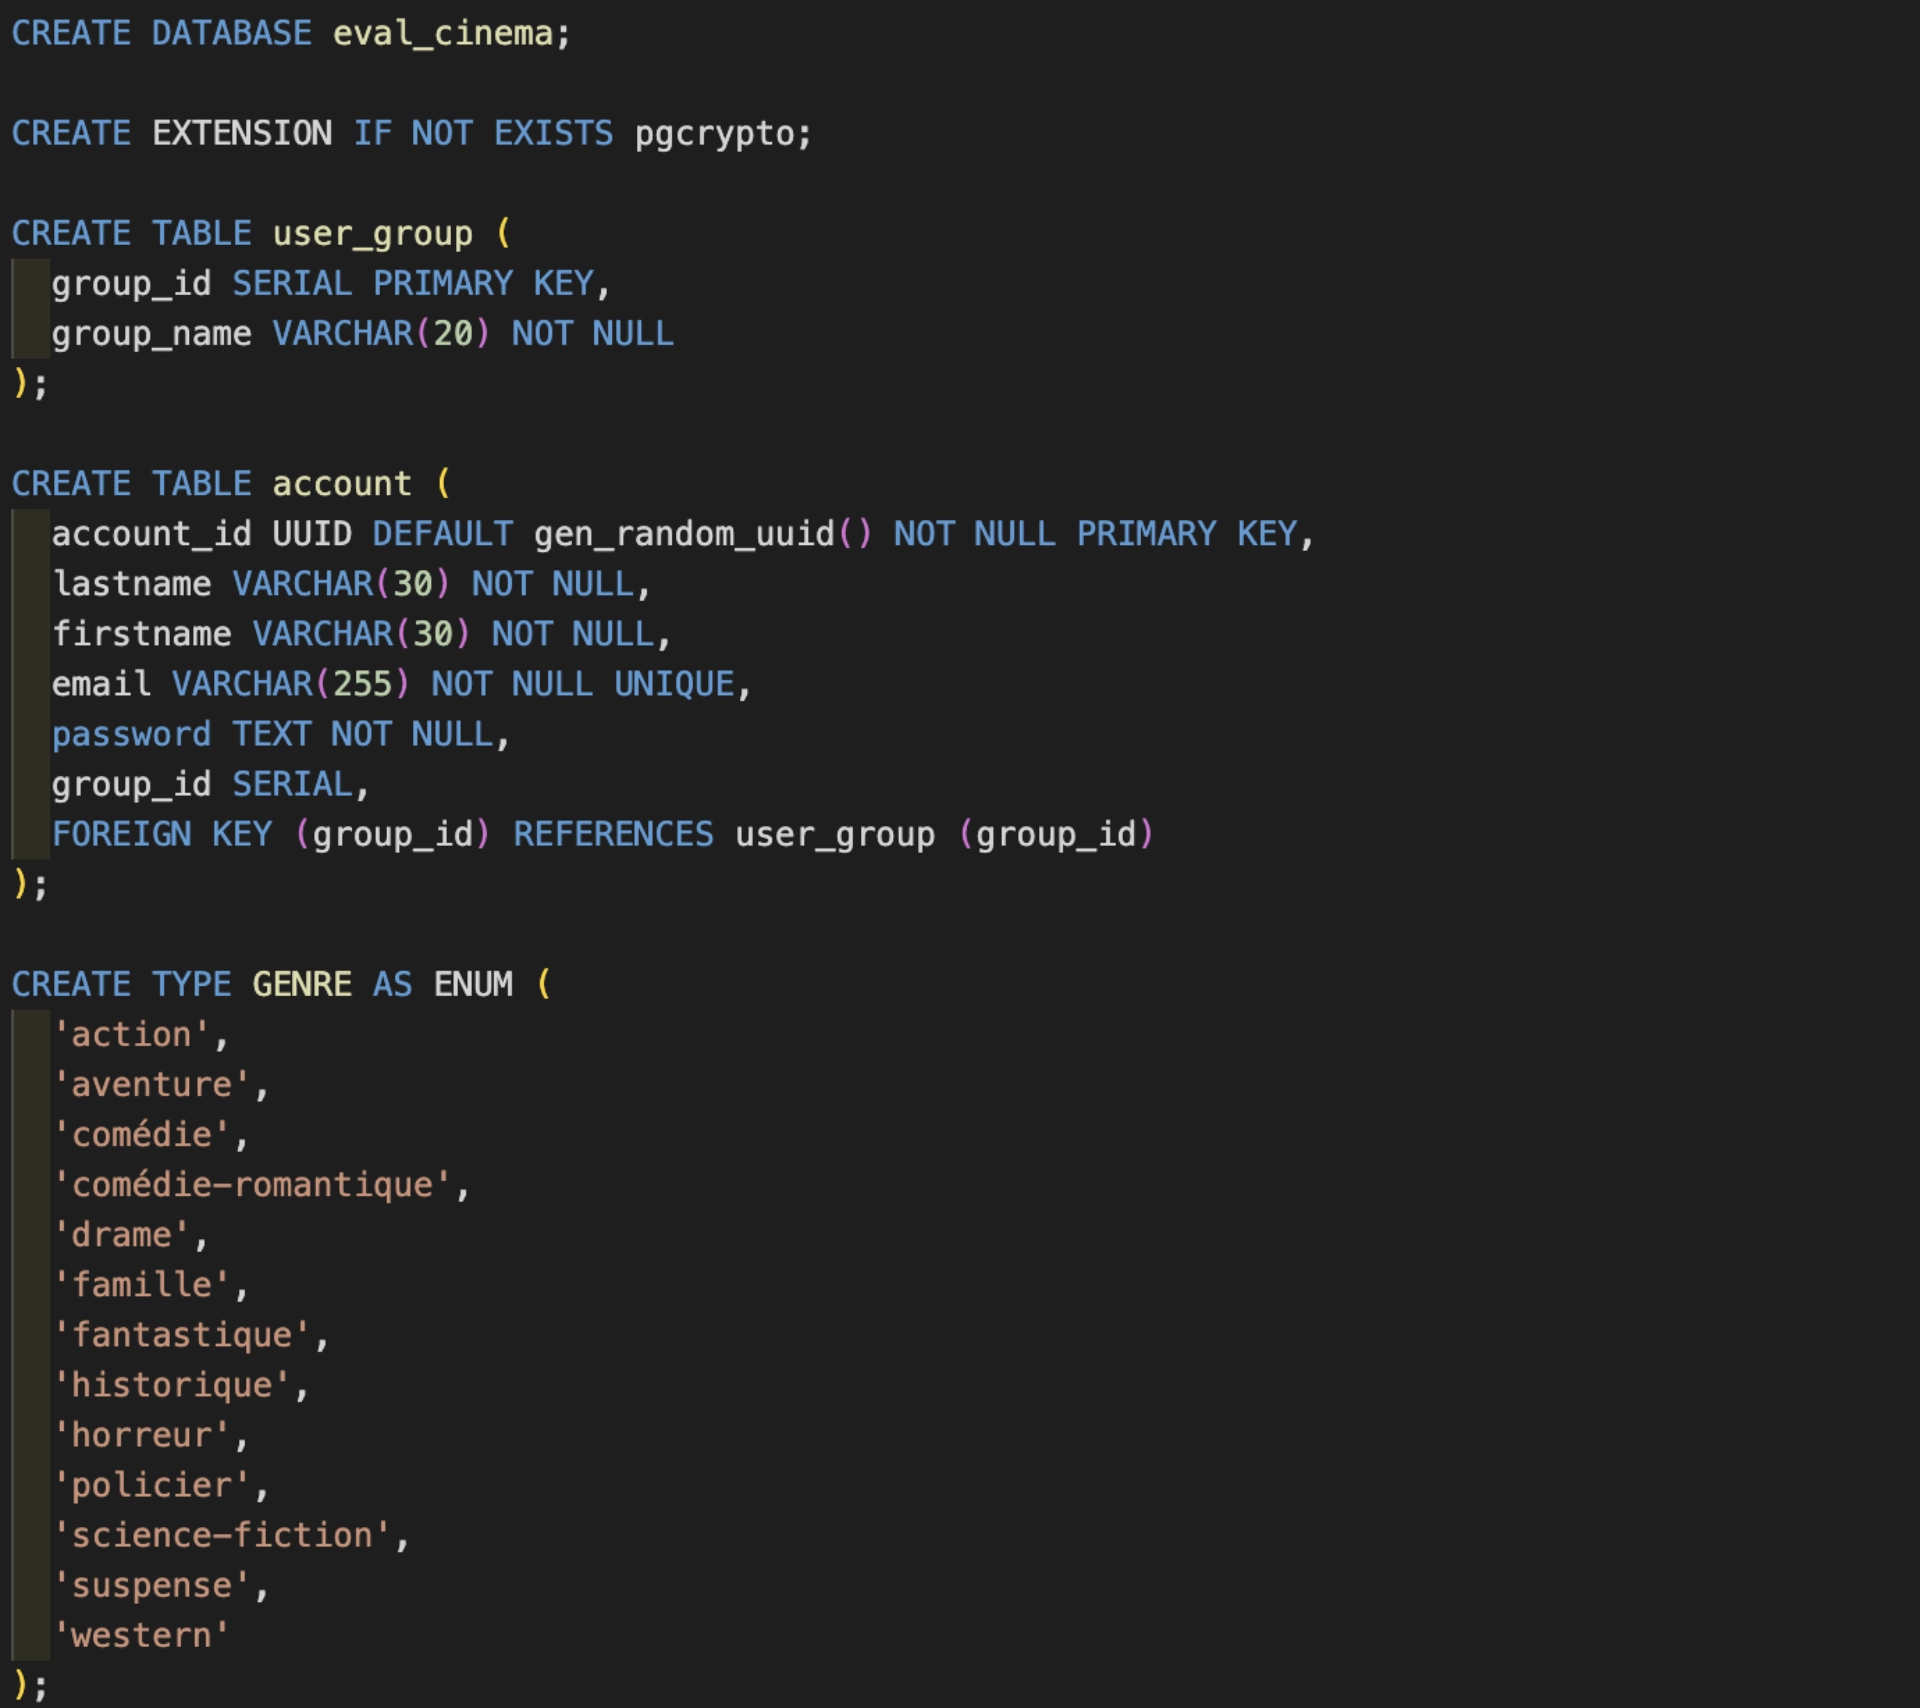 CREATE DATABASE eval_cinema;
CREATE EXTENSION IF NOT EXISTS pgcrypto;
CREATE TABLE user_group (
group_id SERIAL PRIMARY KEY,
group_name VARCHAR(20) NOT NULL
);
CREATE TABLE account (
account_id UUID DEFAULT gen_random_uuid() NOT NULL PRIMARY KEY,
lastname VARCHAR(30) NOT NULL,
firstname VARCHAR(30) NOT NULL,
email VARCHAR(255) NOT NULL UNIQUE,
password TEXT NOT NULL,
group_id SERIAL,
FOREIGN KEY (group_id) REFERENCES user_group (group_id)
);
CREATE TYPE GENRE AS ENUM (
'action',
'aventure',
'comédie',
'comédie-romantique',
'drame',
'famille',
'fantastique',
'historique',
'horreur',
'policier',
'science-fiction',
'suspense',
'western'
);